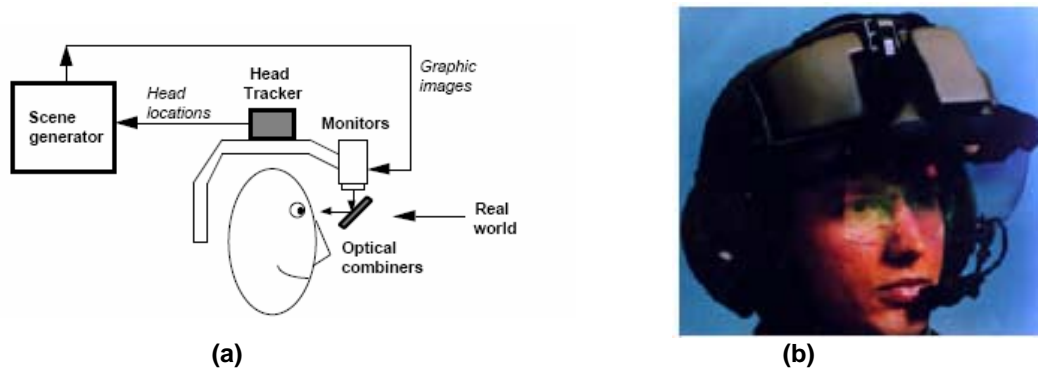 Graphic
images
Head
Tracker
Head
locations
Scene
generator
Monitors
Real
world
Optical
combiners
(a)
(b)